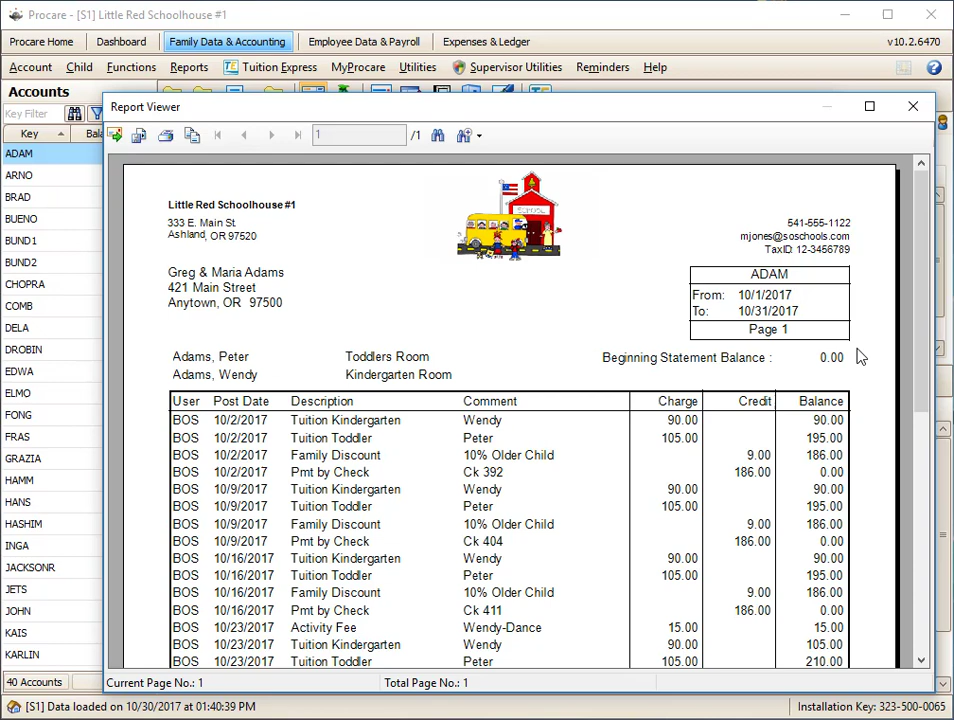 Procare - [S1] Little Red Schoolhouse #1
Procare Home Dashboard Family Data & Accounting Employee Data & Payroll Expenses & Ledger v10.2.6470
Account Child Functions Reports Tuition Express MyProcare Utilities Supervisor Utilities Reminders Help
Accounts
Key Filter
Key
ADAM
ARNO
BRAD
BUENO
BUND1
BUND2
CHOPRA
COMB
DELA
DROBIN
EDWA
ELMO
FONG
FRAS
GRAZIA
HAMM
HANS
HASHIM
INGA
JACKSONR
JETS
JOHN
KAIS
KARLIN
40 Accounts
Report Viewer
1 /1
Little Red Schoolhouse #1
333 E. Main St.
Ashland, OR 97520
SCHOOL
541-555-1122
mjones@soschools.com
TaxID: 12-3456789
Greg & Maria Adams
421 Main Street
Anytown, OR 97500
ADAM
From: 10/1/2017
To: 10/31/2017
Page 1
Adams, Peter Toddlers Room Beginning Statement Balance : 0.00
Adams, Wendy Kindergarten Room
User Post Date Description Comment Charge Credit Balance
BOS 10/2/2017 Tuition Kindergarten Wendy 90.00 90.00
BOS 10/2/2017 Tuition Toddler Peter 105.00 195.00
BOS 10/2/2017 Family Discount 10% Older Child 9.00 186.00
BOS 10/2/2017 Pmt by Check Ck 392 186.00 0.00
BOS 10/9/2017 Tuition Kindergarten Wendy 90.00 90.00
BOS 10/9/2017 Tuition Toddler Peter 105.00 195.00
BOS 10/9/2017 Family Discount 10% Older Child 9.00 186.00
BOS 10/9/2017 Pmt by Check Ck 404 186.00 0.00
BOS 10/16/2017 Tuition Kindergarten Wendy 90.00 90.00
BOS 10/16/2017 Tuition Toddler Peter 105.00 195.00
BOS 10/16/2017 Family Discount 10% Older Child 9.00 186.00
BOS 10/16/2017 Pmt by Check Ck 411 186.00 0.00
BOS 10/23/2017 Activity Fee Wendy-Dance 15.00 15.00
BOS 10/23/2017 Tuition Kindergarten Wendy 90.00 105.00
BOS 10/23/2017 Tuition Toddler Peter 105.00 210.00
Current Page No.: 1 Total Page No.: 1
[S1] Data loaded on 10/30/2017 at 01:40:39 PM Installation Key: 323-500-0065